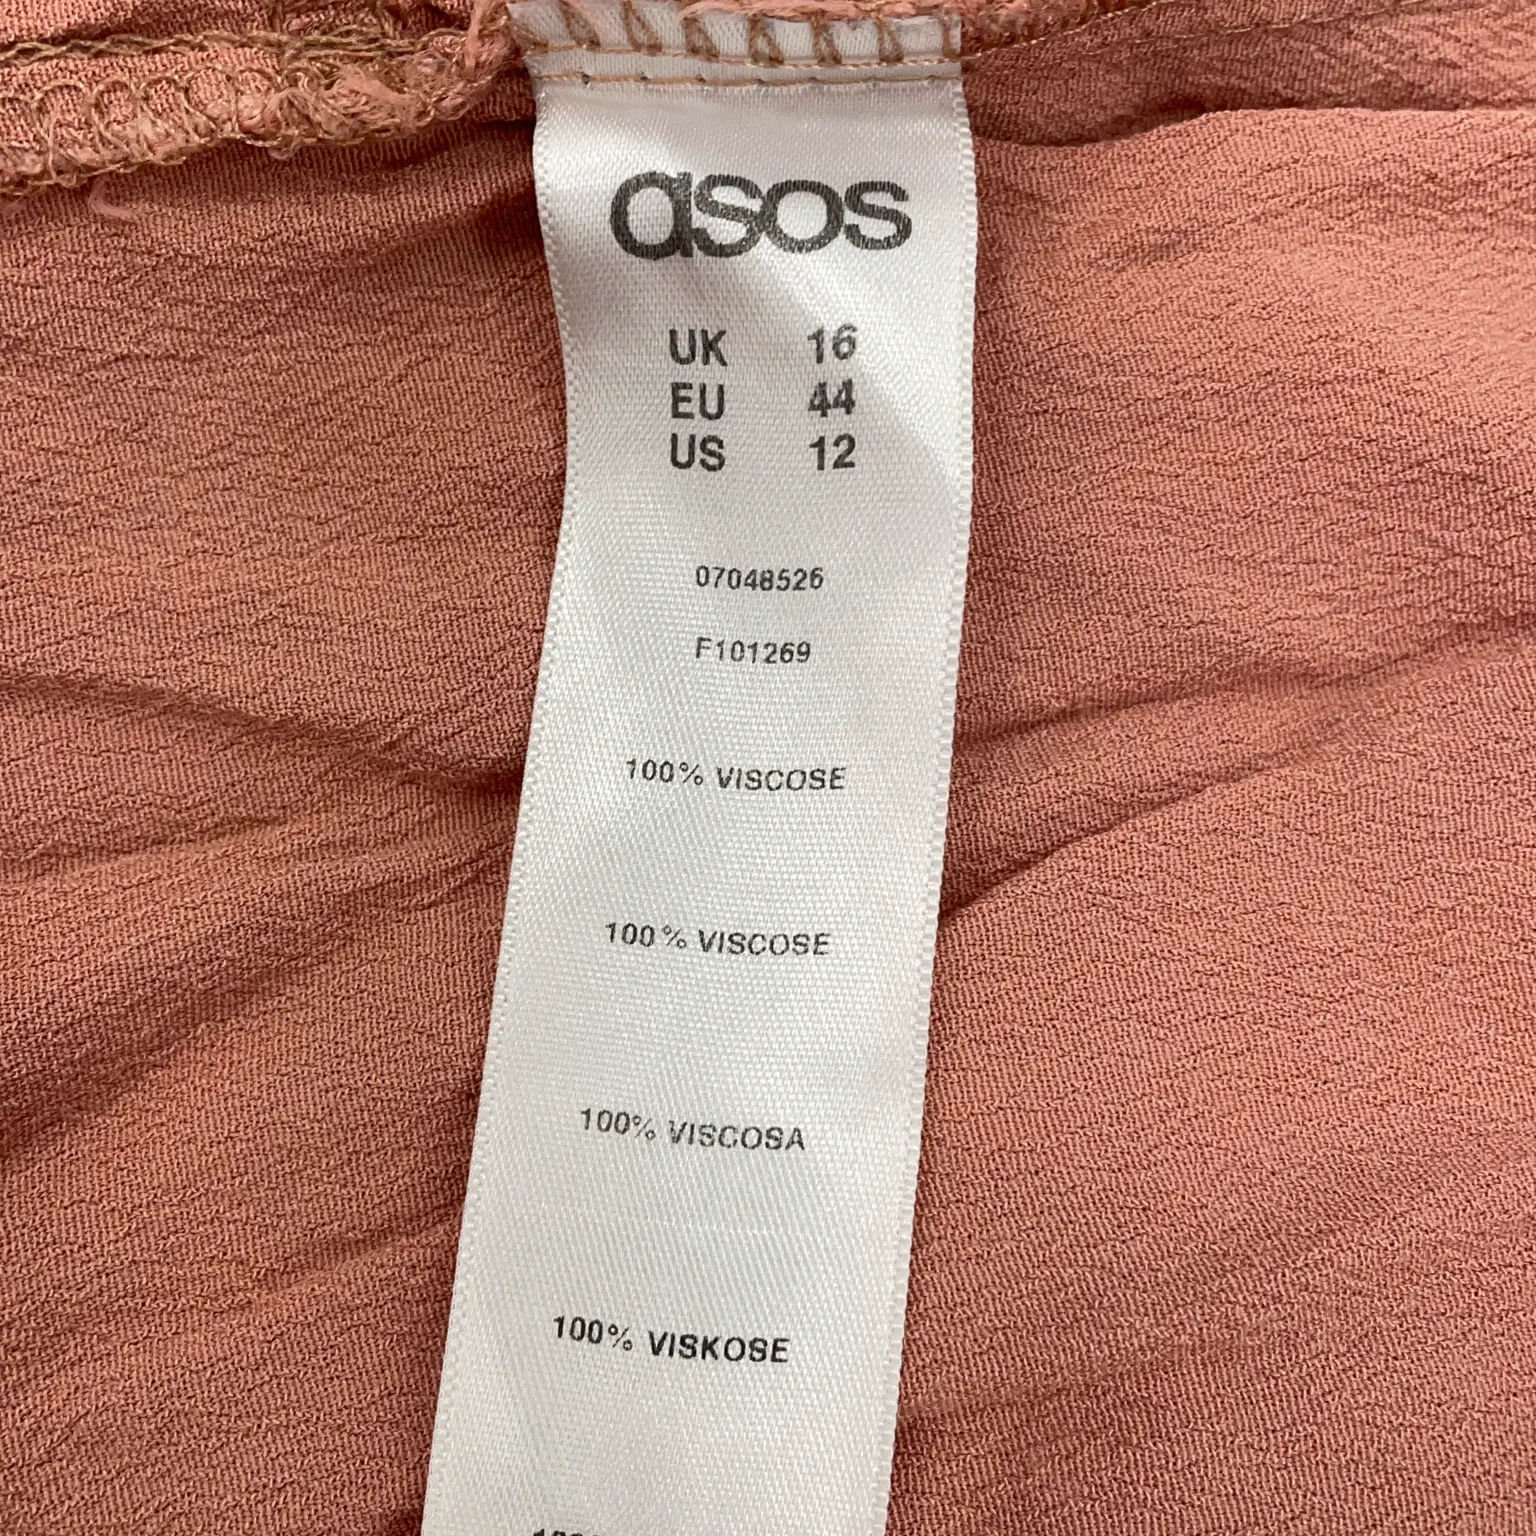 asos
UK 16
EU 44
US 12
07048526
F101269
100% VISCOSE
100% VISCOSE
100% VISCOSA
100% VISKOSE